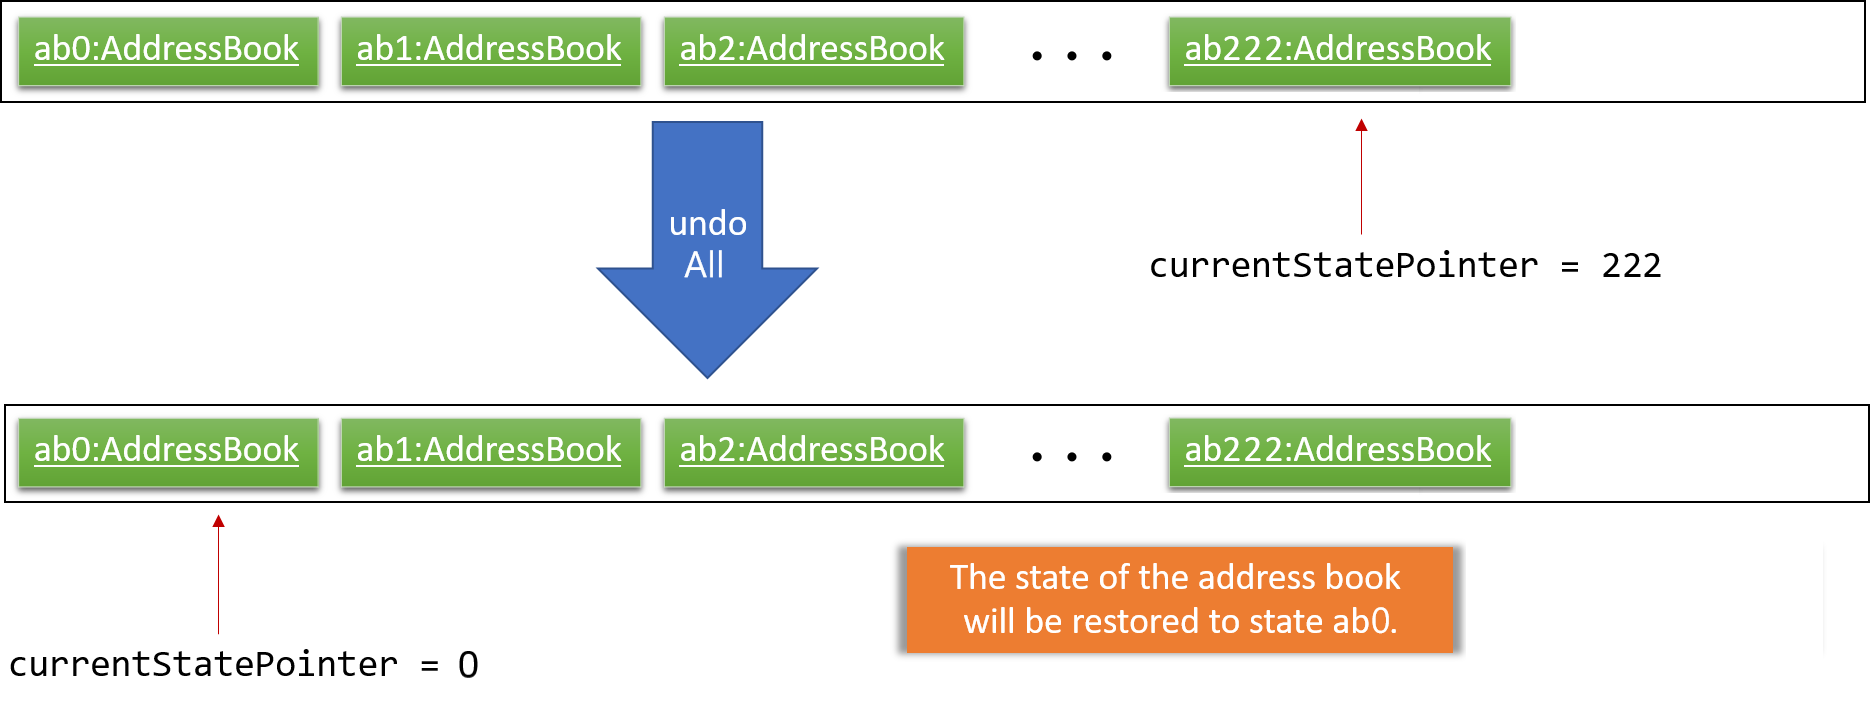 ab0:AddressBook ab1:AddressBook ab2:AddressBook . . . ab222:AddressBook
undo
All
currentStatePointer = 222
ab0:AddressBook ab1:AddressBook ab2:AddressBook . . . ab222:AddressBook
The state of the address book
will be restored to state ab0.
currentStatePointer = 0